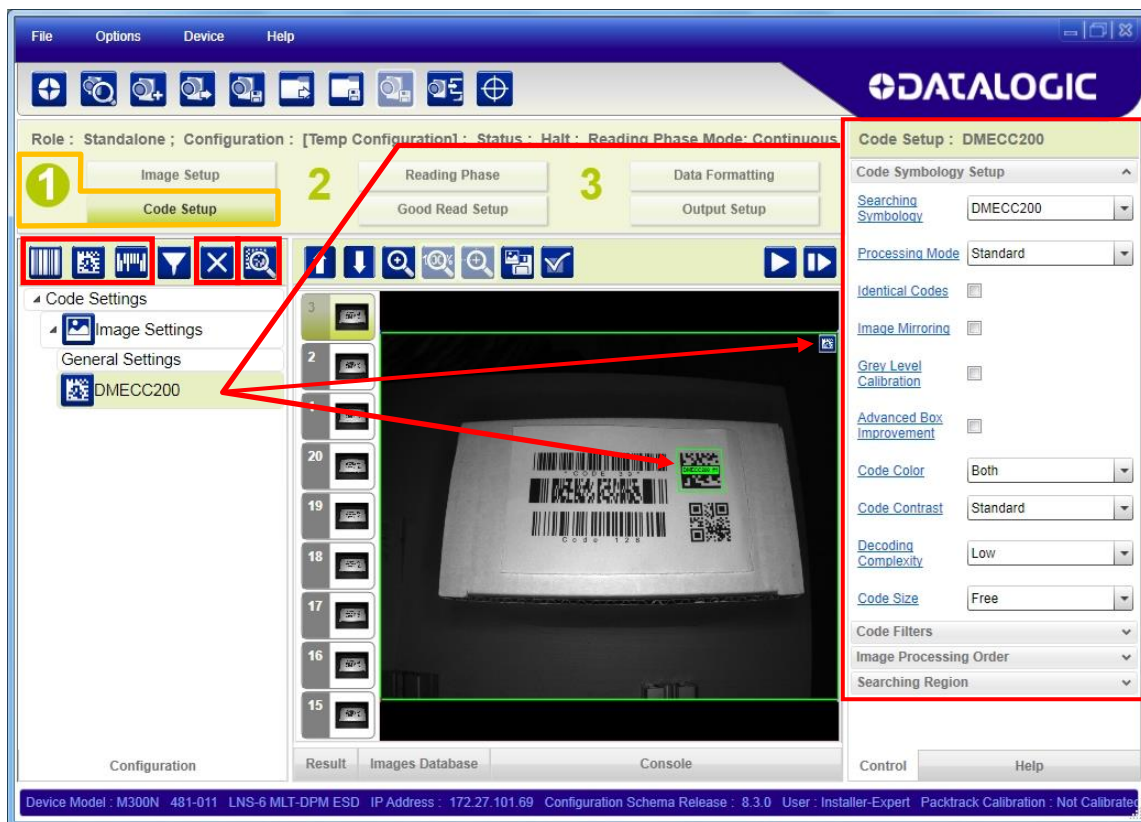 File Options Device Help
DATALOGIC
Role : Standalone ; Configuration : [Temp Configuration] : Status : Halt : Reading Phase Mode: Continuous
1
Image Setup
Code Setup
2
Reading Phase
Good Read Setup
3
Data Formatting
Output Setup
Code Settings
Image Settings
General Settings
DMECC200
100%
3
2
1
20
19
18
17
16
15
* CODE 39 *
DMECC200
Code 128
Code Setup : DMECC200
Code Symbology Setup
Searching
Symbology
DMECC200
Processing Mode Standard
Identical Codes
Image Mirroring
Grey Level
Calibration
Advanced Box
Improvement
Code Color Both
Code Contrast Standard
Decoding
Complexity
Low
Code Size Free
Code Filters
Image Processing Order
Searching Region
Configuration
Result Images Database Console
Control Help
Device Model : M300N 481-011 LNS-6 MLT-DPM ESD IP Address : 172.27.101.69 Configuration Schema Release : 8.3.0 User : Installer-Expert Packtrack Calibration : Not Calibrated